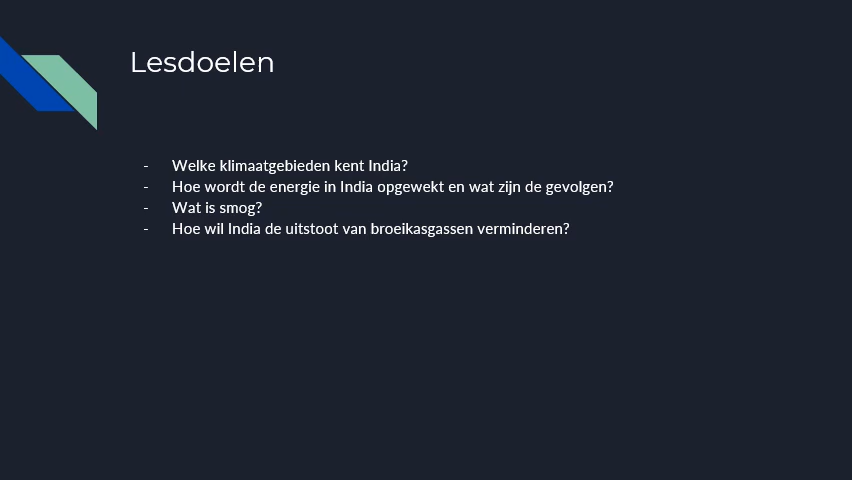 Lesdoelen
- Welke klimaatgebieden kent India?
- Hoe wordt de energie in India opgewekt en wat zijn de gevolgen?
- Wat is smog?
- Hoe wil India de uitstoot van broeikasgassen verminderen?